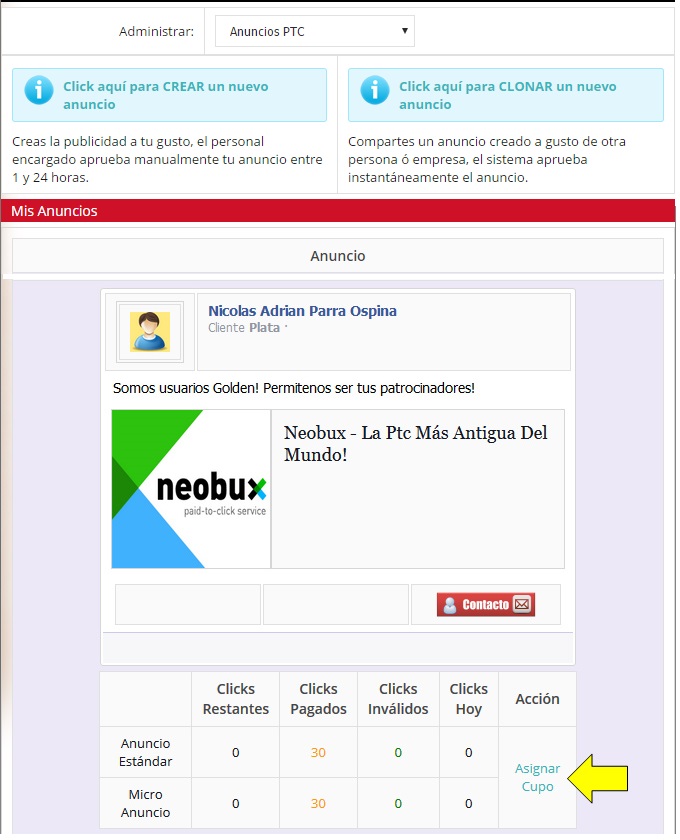 Administrar: Anuncios PTC
Click aquí para CREAR un nuevo
anuncio
Creas la publicidad a tu gusto, el personal
encargado aprueba manualmente tu anuncio entre
1 y 24 horas.
Click aquí para CLONAR un nuevo
anuncio
Compartes un anuncio creado a gusto de otra
persona ó empresa, el sistema aprueba
instantáneamente el anuncio.
Mis Anuncios
Anuncio
Nicolas Adrian Parra Ospina
Cliente Plata
Somos usuarios Golden! Permitenos ser tus patrocinadores!
neobux
paid-to-click service
Neobux - La Ptc Más Antigua Del
Mundo!
Contacto
Clicks Clicks Clicks Clicks Acción
Restantes Pagados Inválidos Hoy
Anuncio
Estándar 0 30 0 0
Micro
Anuncio 0 30 0 0
Asignar
Cupo